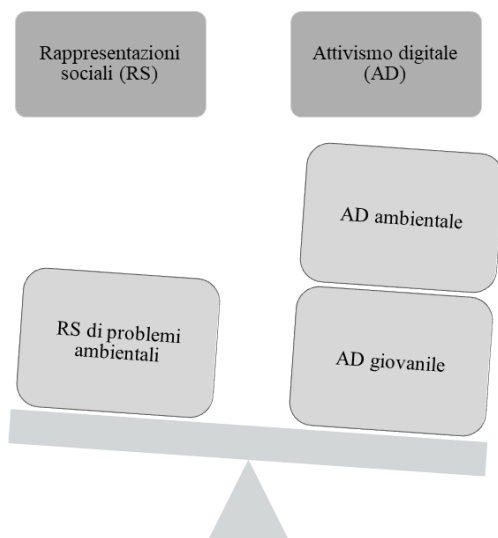 Rappresentazioni
sociali (RS)
Attivismo digitale
(AD)
AD ambientale
RS di problemi
ambientali
AD giovanile